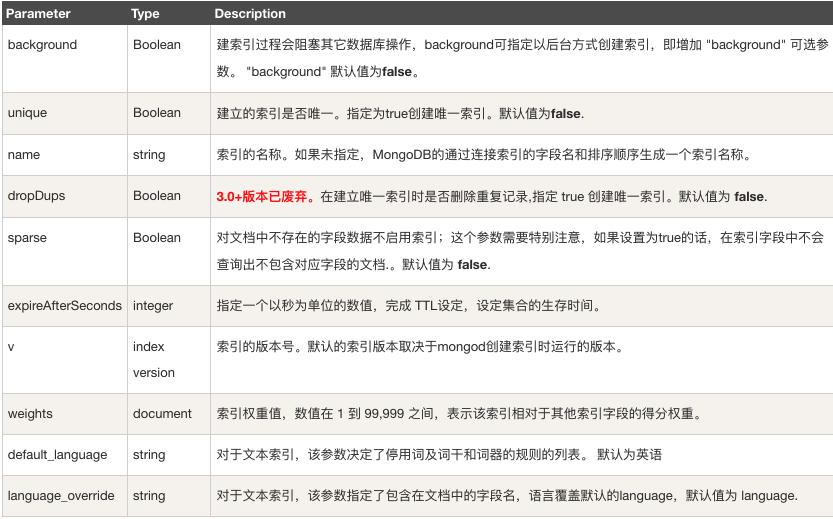 Parameter Type Description
background Boolean 建索引过程会阻塞其它数据库操作，background可指定以后台方式创建索引，即增加 "background" 可选参
数。 "background" 默认值为false。
unique Boolean 建立的索引是否唯一。指定为true创建唯一索引。默认值为false.
name string 索引的名称。如果未指定，MongoDB的通过连接索引的字段名和排序顺序生成一个索引名称。
dropDups Boolean 3.0+版本已废弃。在建立唯一索引时是否删除重复记录,指定 true 创建唯一索引。默认值为 false.
sparse Boolean 对文档中不存在的字段数据不启用索引；这个参数需要特别注意，如果设置为true的话，在索引字段中不会
查询出不包含对应字段的文档.。默认值为 false.
expireAfterSeconds integer 指定一个以秒为单位的数值，完成 TTL设定，设定集合的生存时间。
v index 索引的版本号。默认的索引版本取决于mongod创建索引时运行的版本。
version
weights document 索引权重值，数值在 1 到 99,999 之间，表示该索引相对于其他索引字段的得分权重。
default_language string 对于文本索引，该参数决定了停用词及词干和词器的规则的列表。 默认为英语
language_override string 对于文本索引，该参数指定了包含在文档中的字段名，语言覆盖默认的language，默认值为 language.